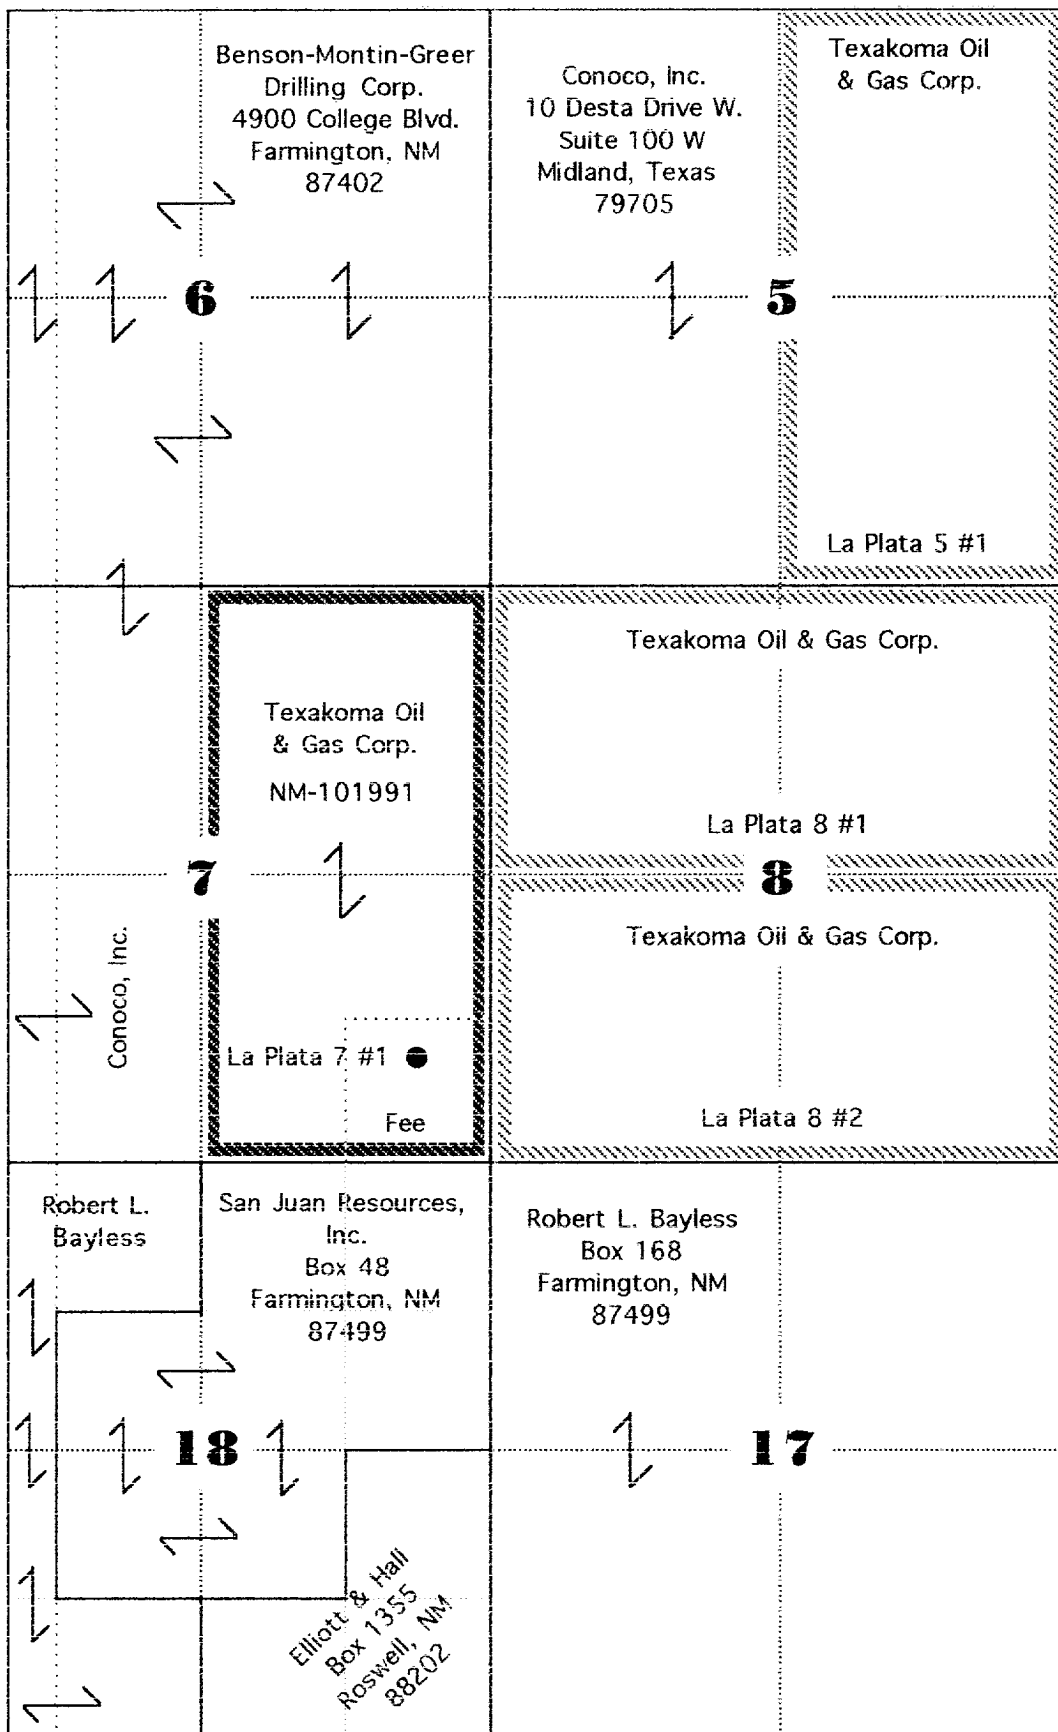 Benson-Montin-Greer
Drilling Corp.
4900 College Blvd.
Farmington, NM
87402
Conoco, Inc.
10 Desta Drive W.
Suite 100 W
Midland, Texas
79705
Texakoma Oil
& Gas Corp.
6
5
La Plata 5 #1
Texakoma Oil
& Gas Corp.
NM-101991
Texakoma Oil & Gas Corp.
La Plata 8 #1
7
8
Conoco, Inc.
Texakoma Oil & Gas Corp.
La Plata 7 #1
Fee
La Plata 8 #2
Robert L.
Bayless
San Juan Resources,
Inc.
Box 48
Farmington, NM
87499
Robert L. Bayless
Box 168
Farmington, NM
87499
18
17
Elliott & Hall
Box 1355
Roswell, NM
88202